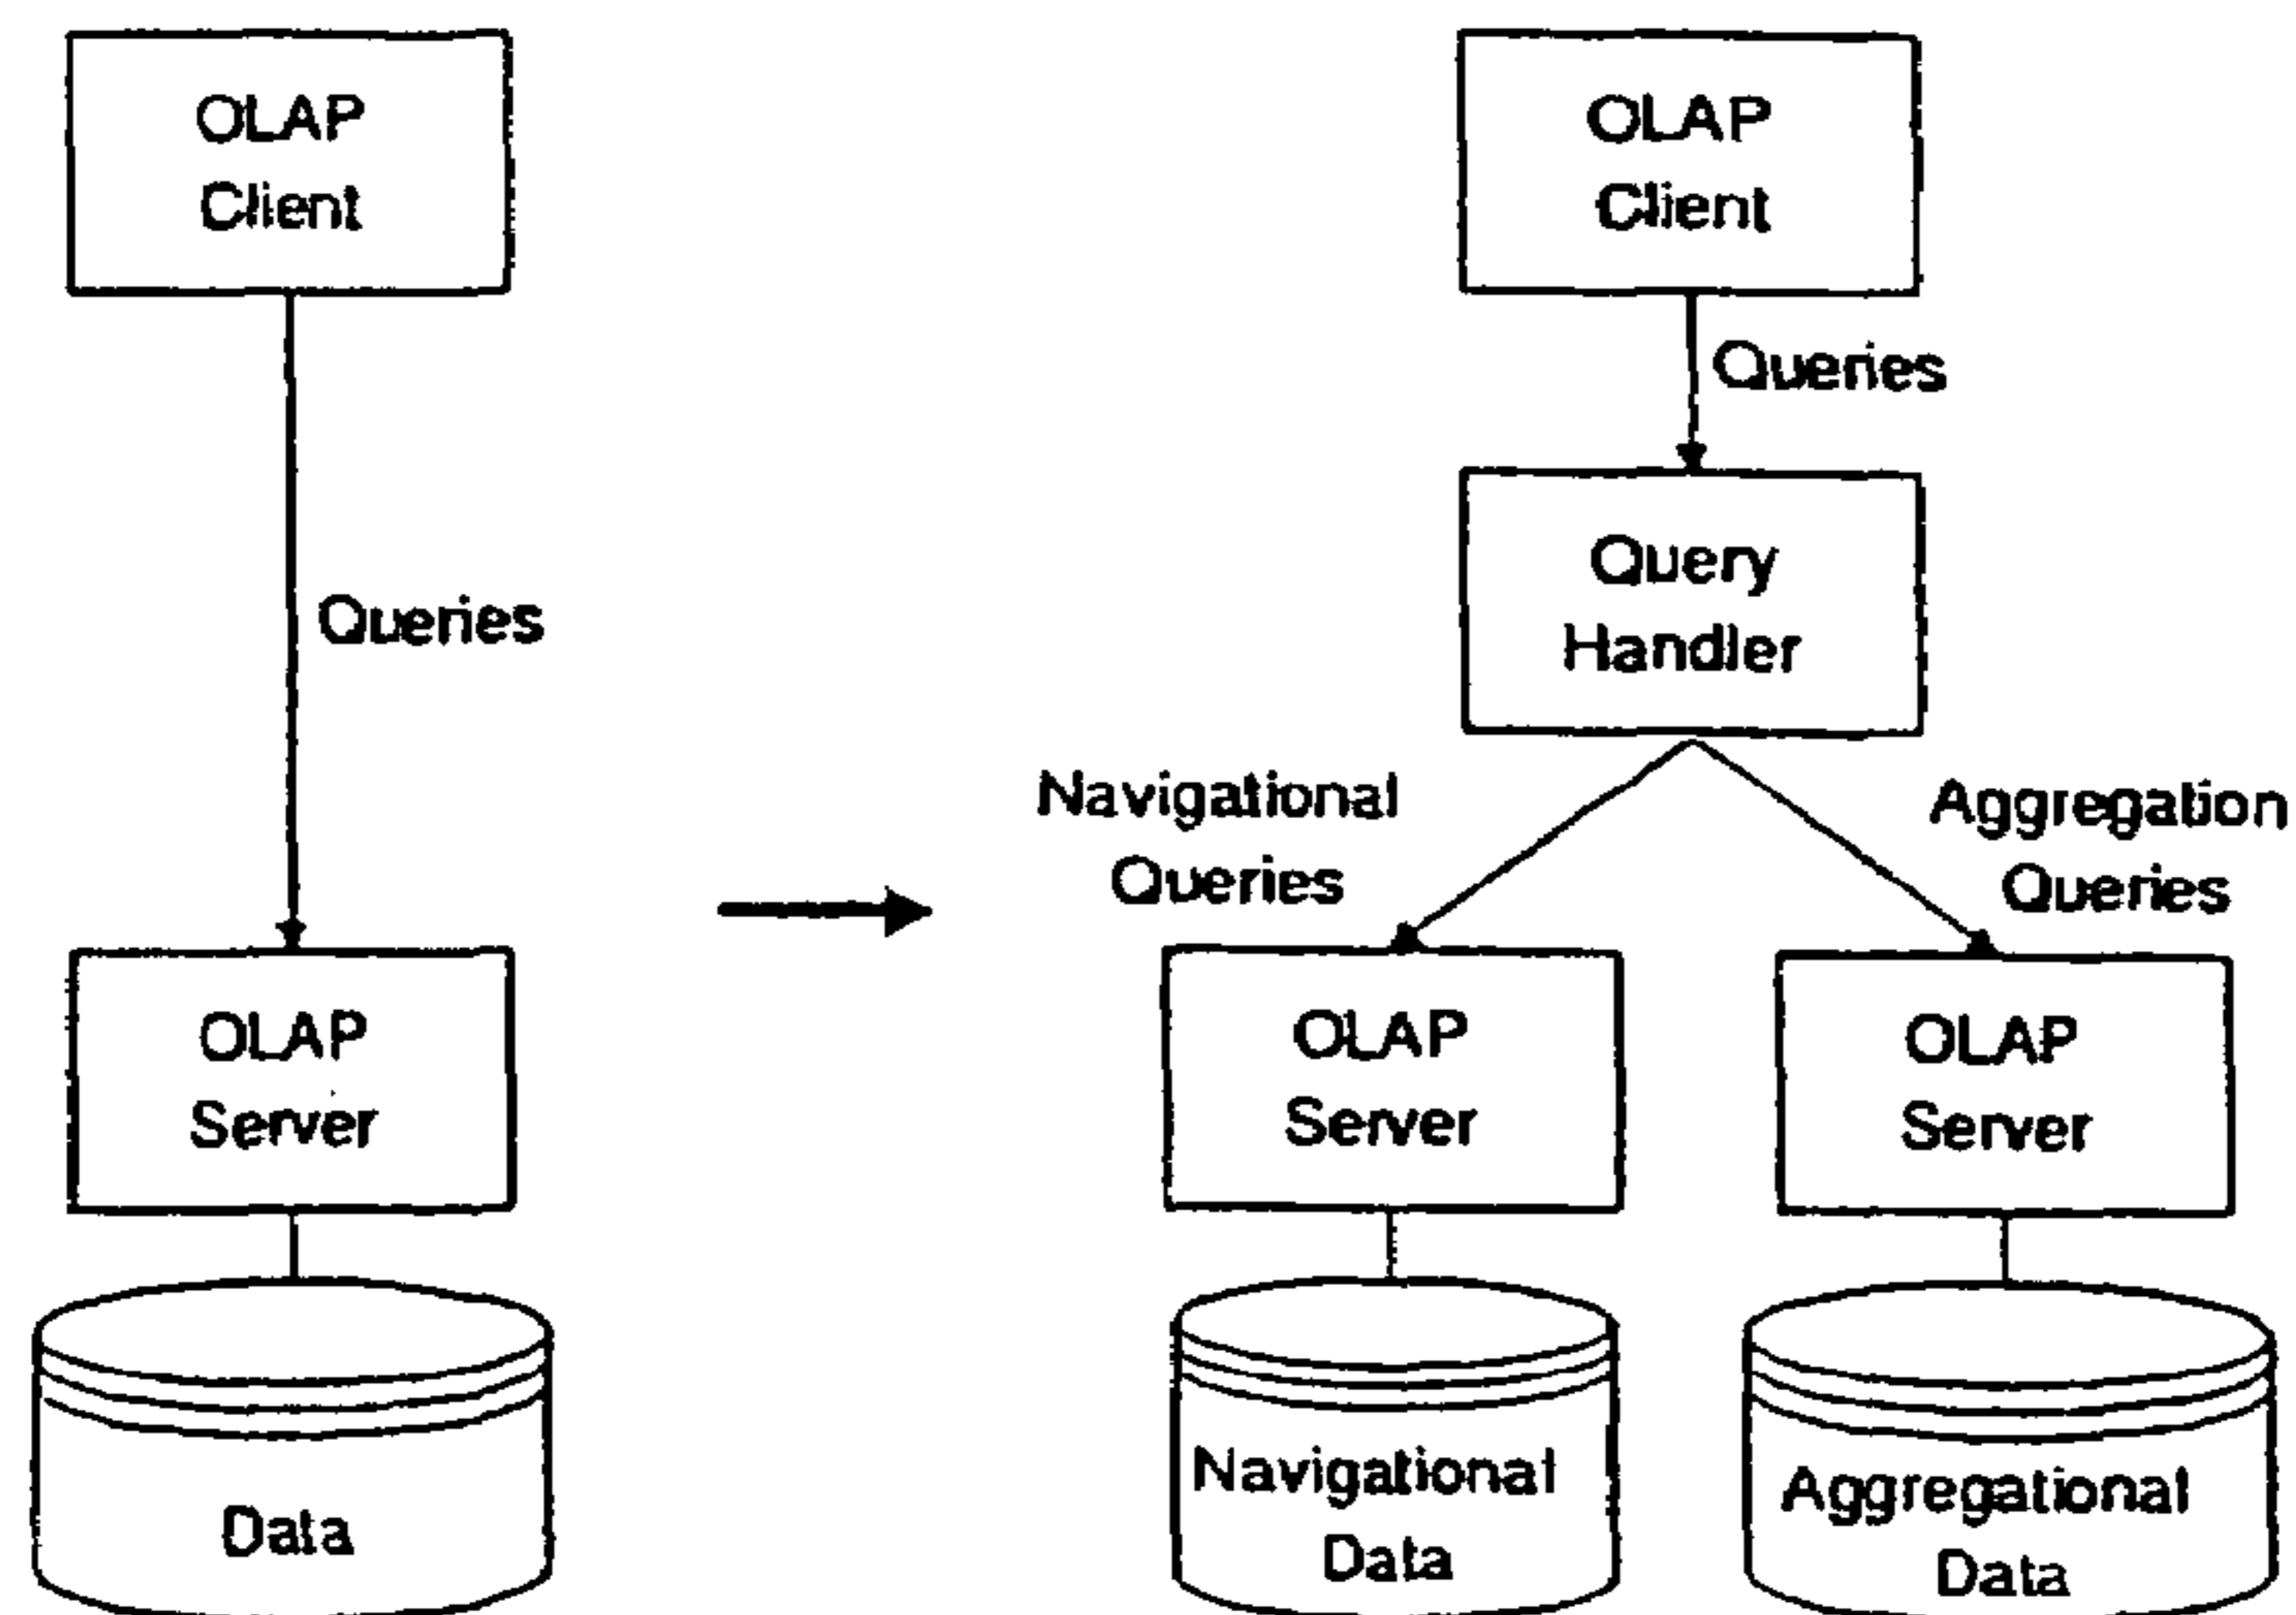 OLAP
Client
Queries
OLAP
Server
Data
OLAP
Client
Queries
Query
Handler
Navigational
Queries
Aggregation
Queries
OLAP
Server
OLAP
Server
Navigational
Data
Aggregational
Data